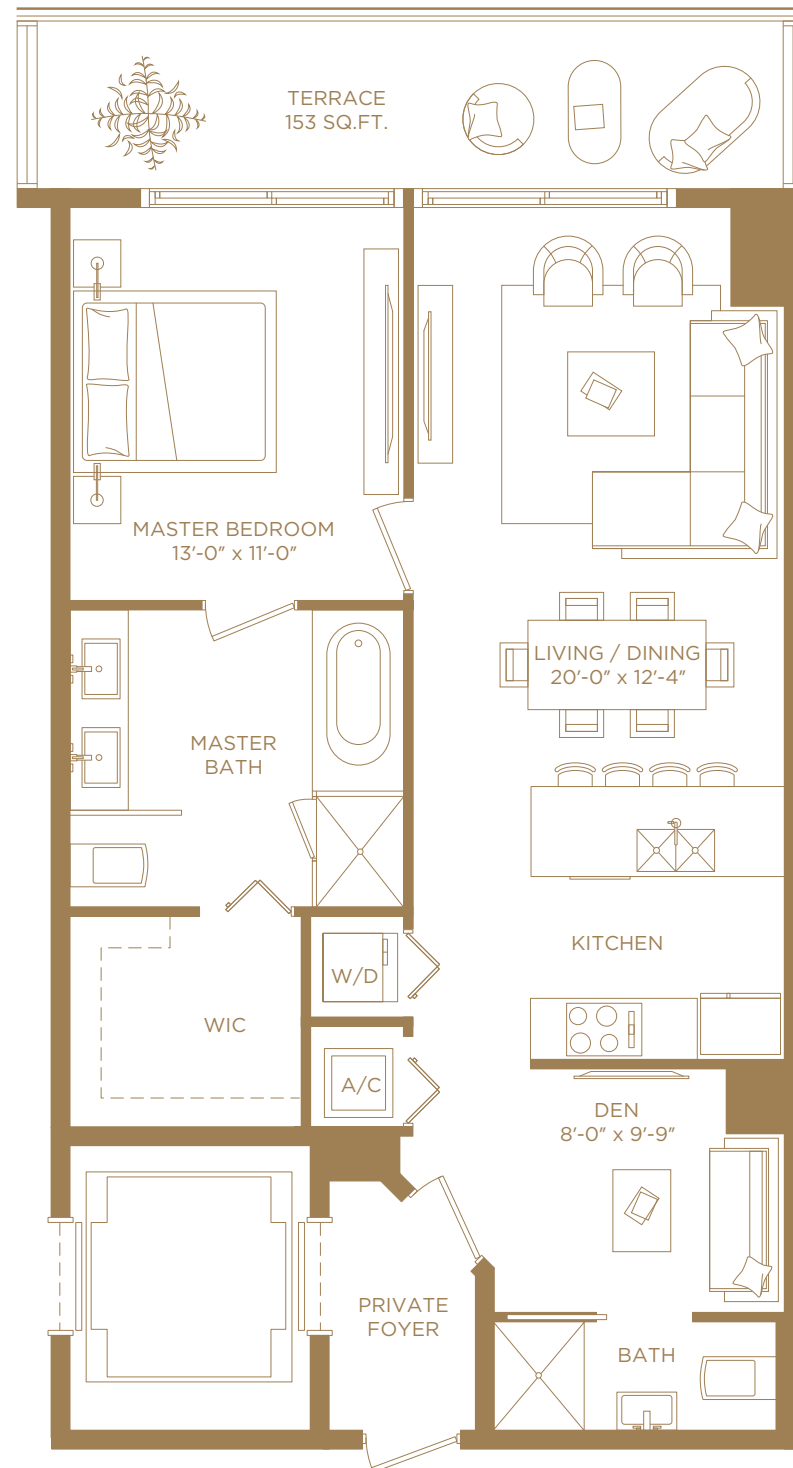 TERRACE
153 SQ.FT.
MASTER BEDROOM
13'-0" x 11'-0"
LIVING / DINING
20'-0" x 12'-4"
MASTER
BATH
KITCHEN
W/D
WIC
A/C
DEN
8'-0" x 9'-9"
PRIVATE
FOYER
BATH